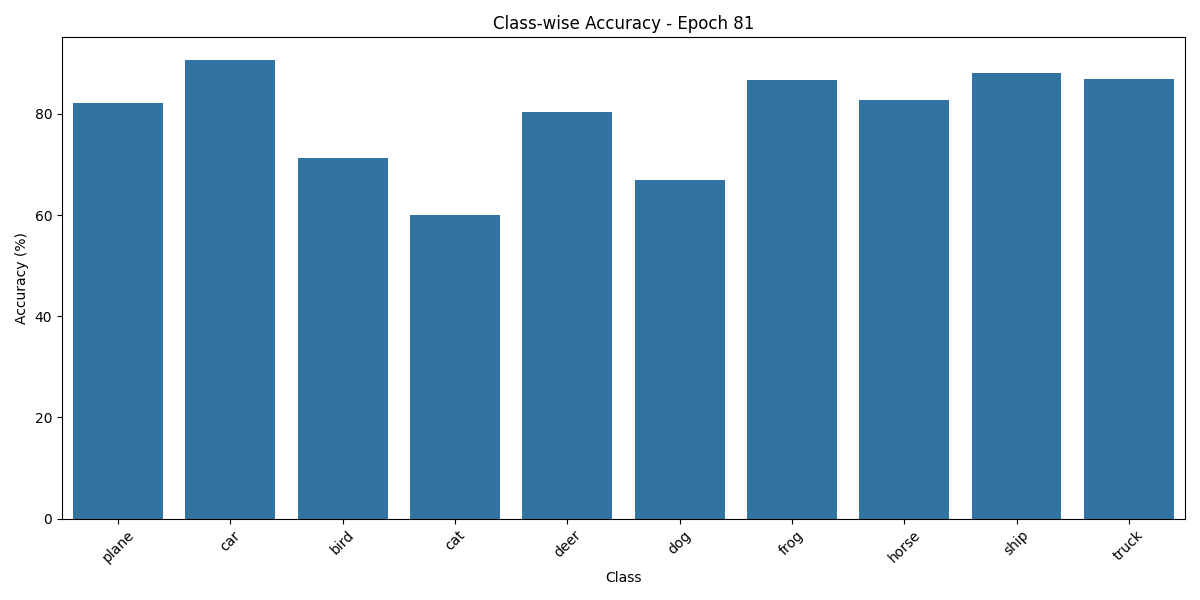 Class-wise Accuracy - Epoch 81
Accuracy (%)
80
60
40
20
0
plane
car
bird
cat
deer
dog
frog
horse
ship
truck
Class